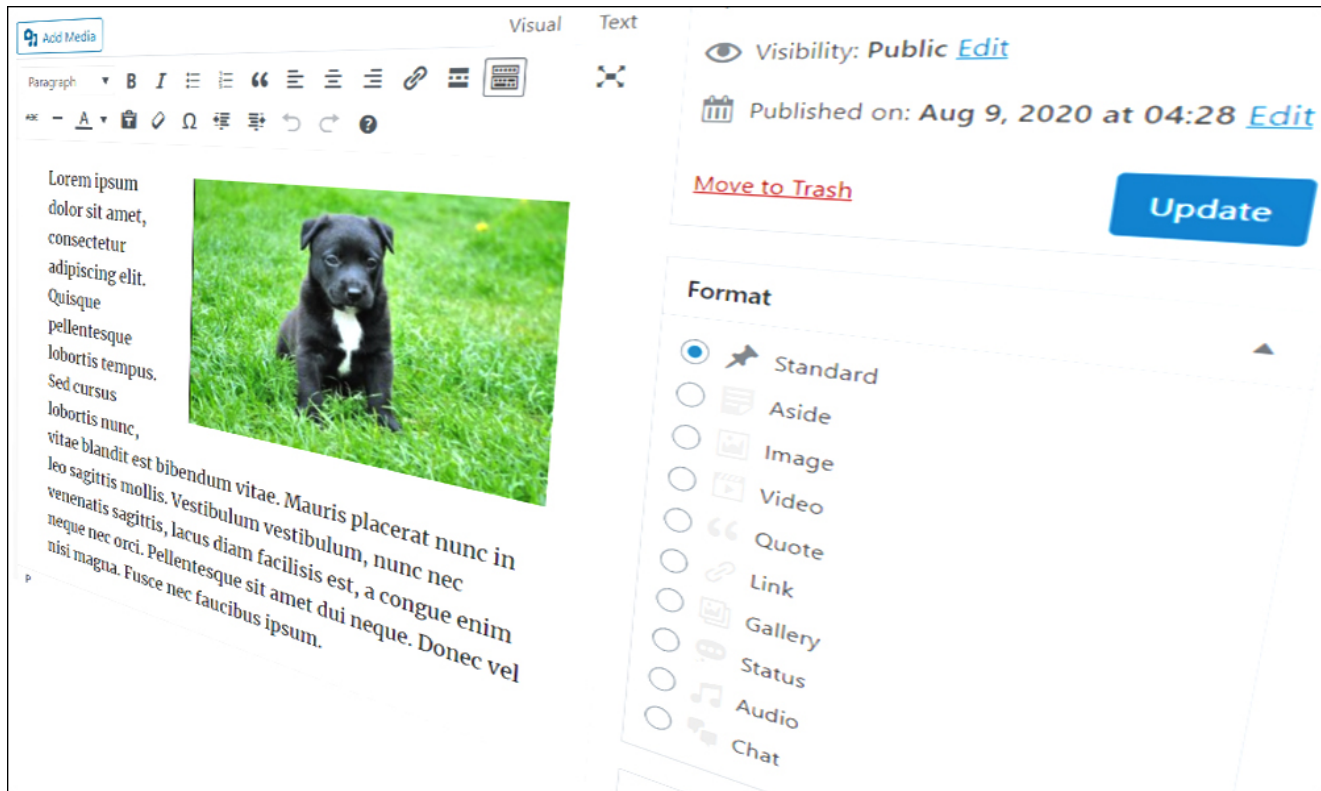 Add Media
Visual
Text
Paragraph
B I
ABC A
Lorem ipsum
dolor sit amet,
consectetur
adipiscing elit.
Quisque
pellentesque
lobortis tempus.
Sed cursus
lobortis nunc,
vitae blandit est bibendum vitae. Mauris placerat nunc in
leo sagittis mollis. Vestibulum vestibulum, nunc nec
venenatis sagittis, lacus diam facilisis est, a congue enim
neque nec orci. Pellentesque sit amet dui neque. Donec vel
nisi magna. Fusce nec faucibus ipsum.
P
Visibility: Public Edit
Published on: Aug 9, 2020 at 04:28 Edit
Move to Trash
Update
Format
Standard
Aside
Image
Video
Quote
Link
Gallery
Status
Audio
Chat